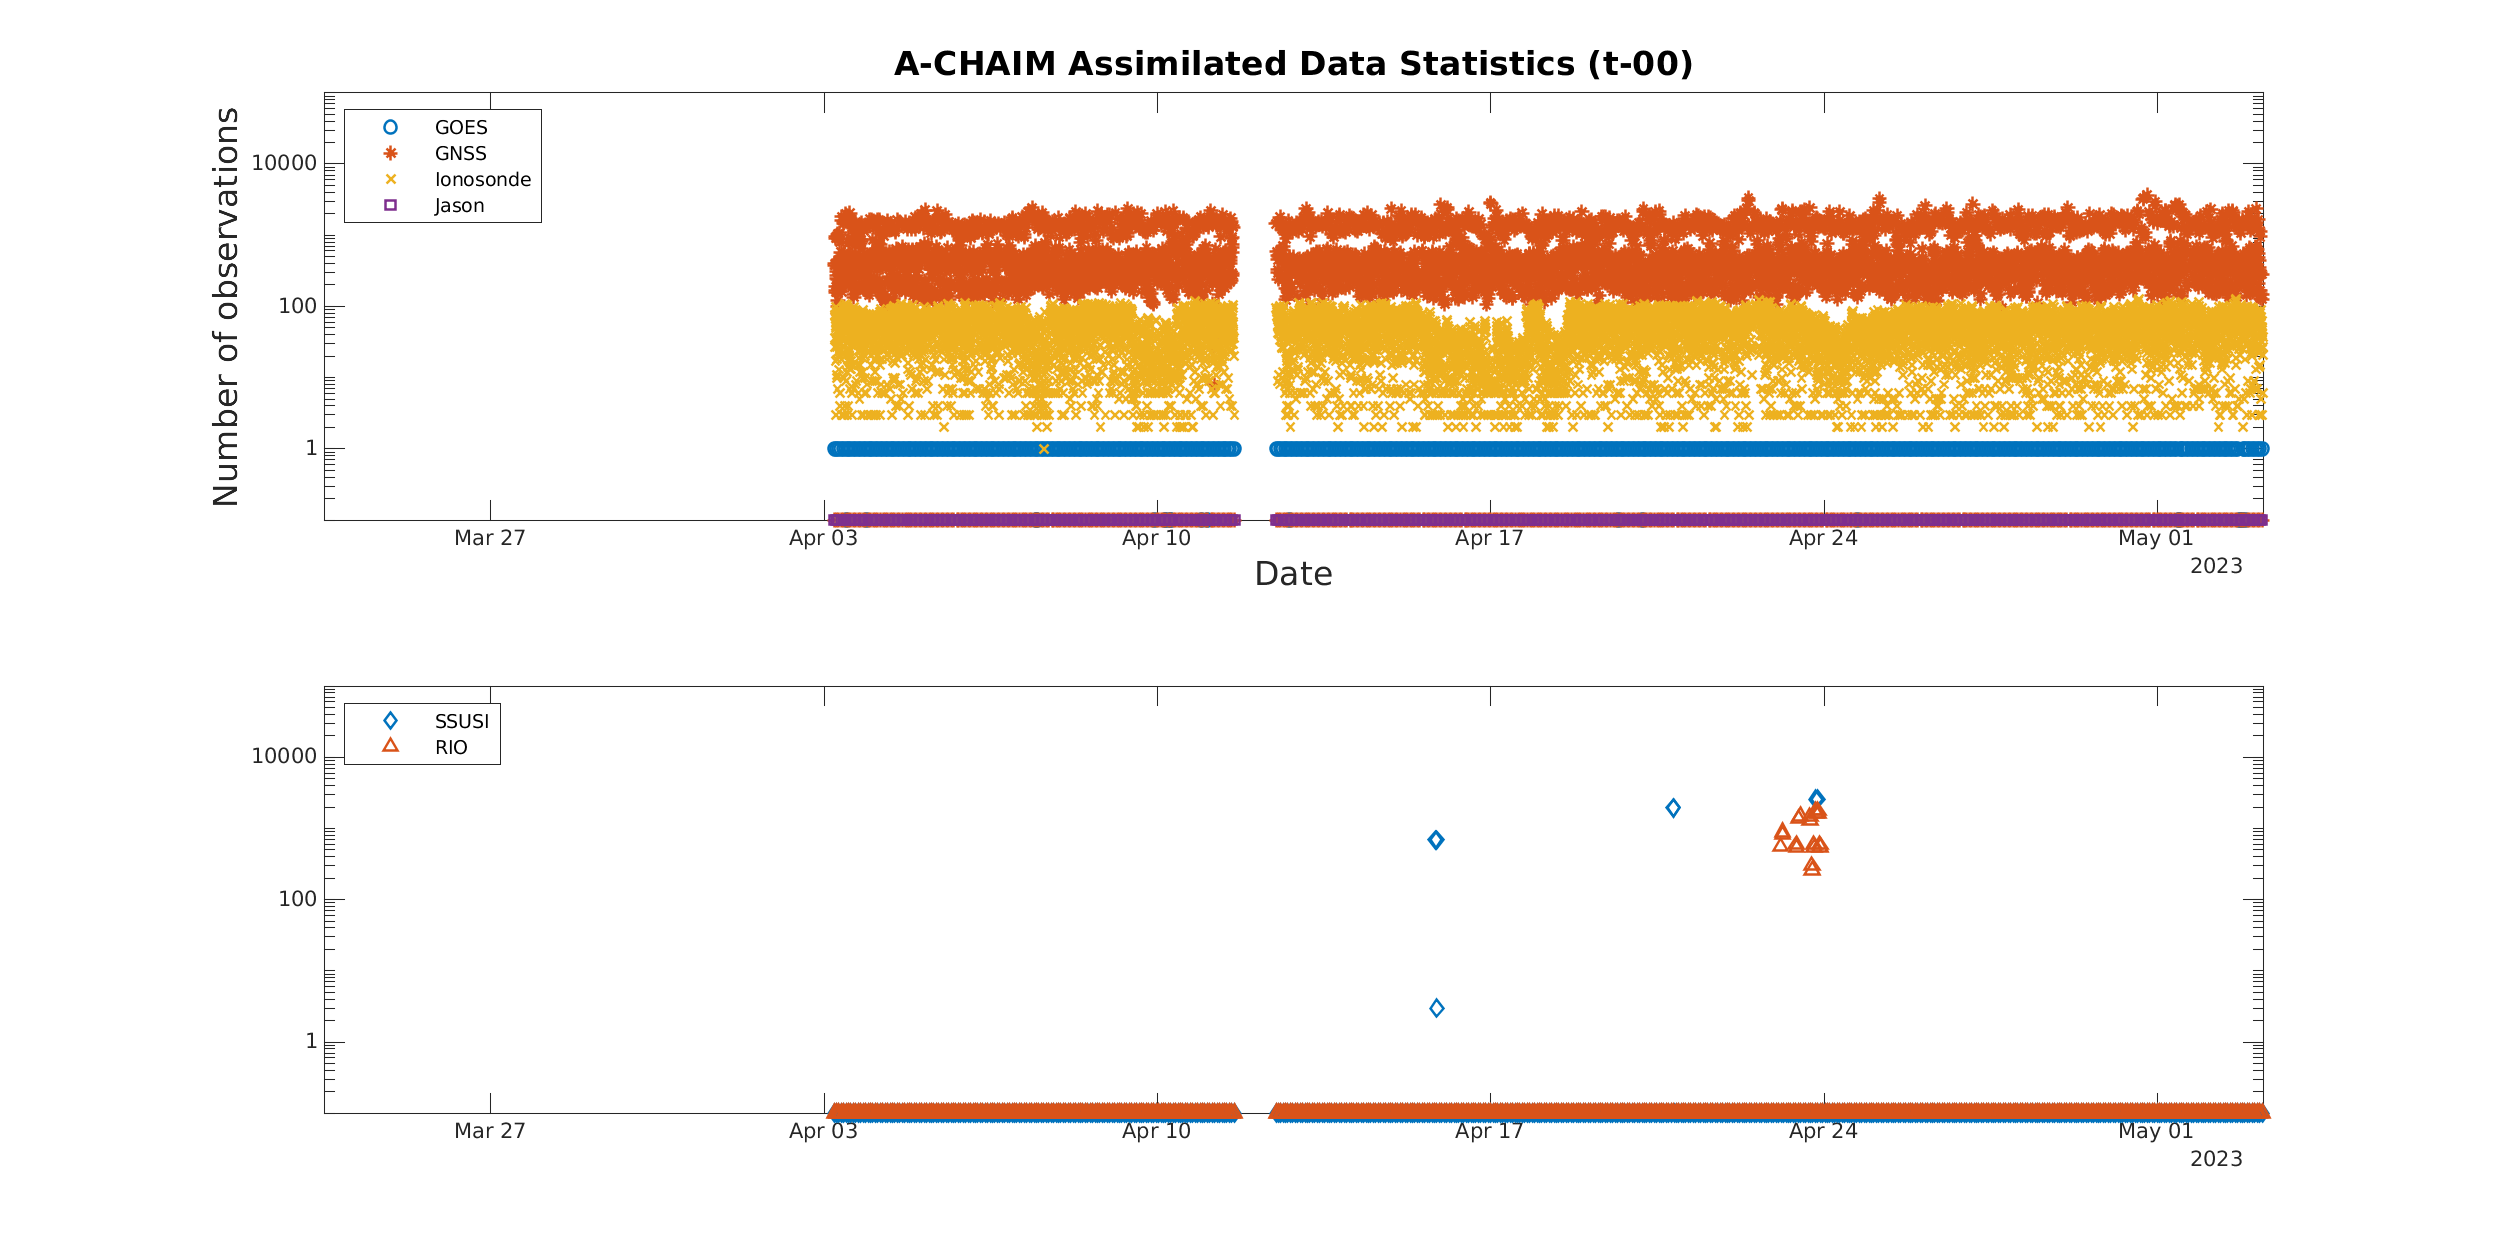 A-CHAIM Assimilated Data Statistics (t-00)
Number of observations
GOES
GNSS
Ionosonde
Jason
10000
100
1
Mar 27
Apr 03
Apr 10
Apr 17
Apr 24
May 01
2023
Date
SSUSI
RIO
10000
100
1
Mar 27
Apr 03
Apr 10
Apr 17
Apr 24
May 01
2023